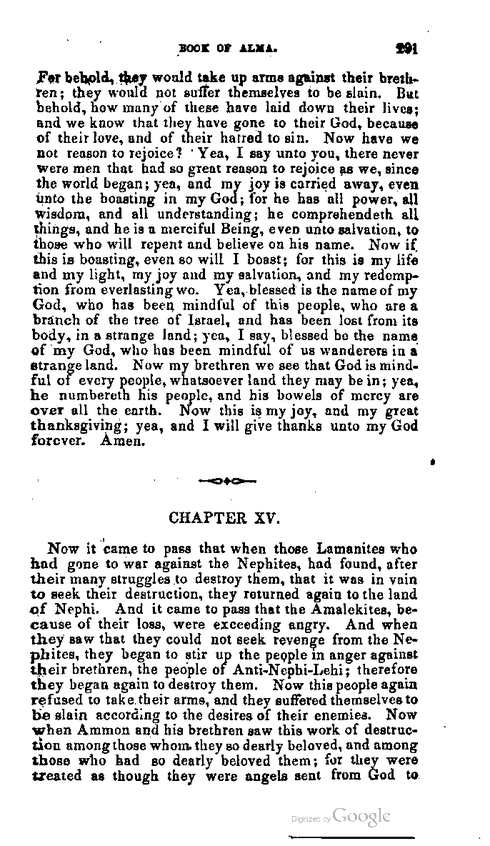 BOOK OF ALMA. 291
For behold, they would take up arms against their breth-
ren; they would not suffer themselves to be slain. But
behold, how many of these have laid down their lives;
and we know that they have gone to their God, because
of their love, and of their hatred to sin. Now have we
not reason to rejoice? Yea, I say unto you, there never
were men that had so great reason to rejoice as we, since
the world began; yea, and my joy is carried away, even
unto the boasting in my God; for he has all power, all
wisdom, and all understanding; he comprehendeth all
things, and he is a merciful Being, even unto salvation, to
those who will repent and believe on his name. Now if
this is boasting, even so will I boast; for this is my life
and my light, my joy and my salvation, and my redemp-
tion from everlasting wo. Yea, blessed is the name of my
God, who has been mindful of this people, who are a
branch of the tree of Israel, and has been lost from its
body, in a strange land; yea, I say, blessed be the name
of my God, who has been mindful of us wanderers in a
strange land. Now my brethren we see that God is mind-
ful of every people, whatsoever land they may be in; yea,
he numbereth his people, and his bowels of mercy are
over all the earth. Now this is my joy, and my great
thanksgiving; yea, and I will give thanks unto my God
forever. Amen.
CHAPTER XV.
Now it came to pass that when those Lamanites who
had gone to war against the Nephites, had found, after
their many struggles to destroy them, that it was in vain
to seek their destruction, they returned again to the land
of Nephi. And it came to pass that the Amalekites, be-
cause of their loss, were exceeding angry. And when
they saw that they could not seek revenge from the Ne-
phites, they began to stir up the people in anger against
their brethren, the people of Anti-Nephi-Lehi; therefore
they began again to destroy them. Now this people again
refused to take their arms, and they suffered themselves to
be slain according to the desires of their enemies. Now
when Ammon and his brethren saw this work of destruc-
tion among those whom they so dearly beloved, and among
those who had so dearly beloved them; for they were
treated as though they were angels sent from God to
Digitized by Google